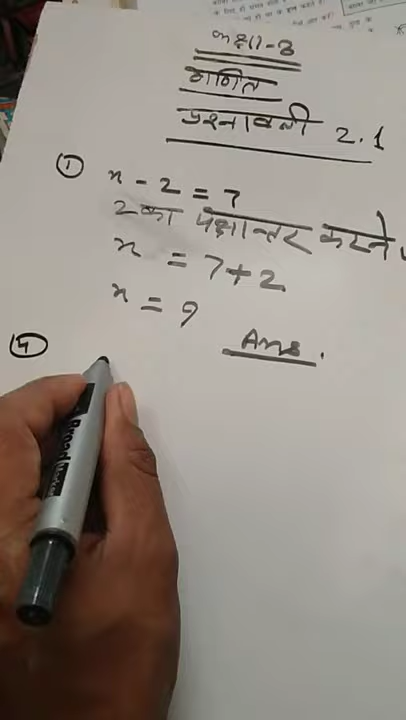 कक्षा-8
गणित
प्रश्नावली 2.1
① x - 2 = 7
2 का पक्षान्तर करने
x = 7+2
x = 9
Ans.
④